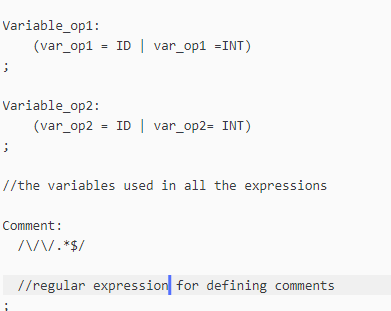 Variable_op1:
(var_op1 = ID | var_op1 =INT)
;
Variable_op2:
(var_op2 = ID | var_op2= INT)
;
//the variables used in all the expressions
Comment:
/\/\/.*$/
//regular expression for defining comments
;